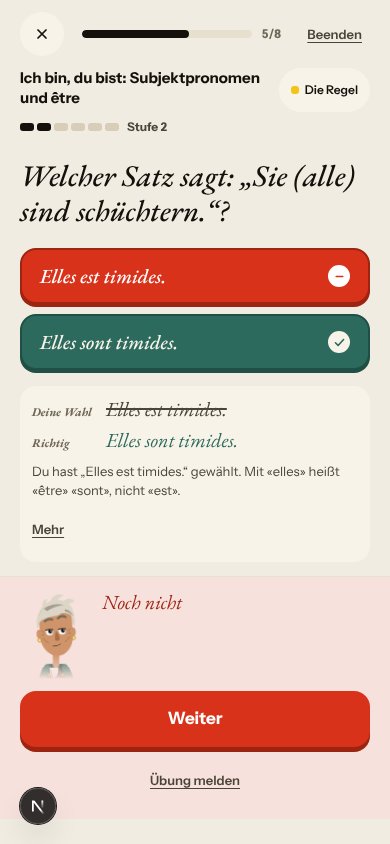 5/8
Beenden
Ich bin, du bist: Subjektpronomen
und être
Die Regel
Stufe 2
Welcher Satz sagt: „Sie (alle)
sind schüchtern.“?
Elles est timides.
Elles sont timides.
Deine Wahl Elles est timides.
Richtig Elles sont timides.
Du hast „Elles est timides.“ gewählt. Mit «elles» heißt
«être» «sont», nicht «est».
Mehr
Noch nicht
Weiter
Übung melden
N